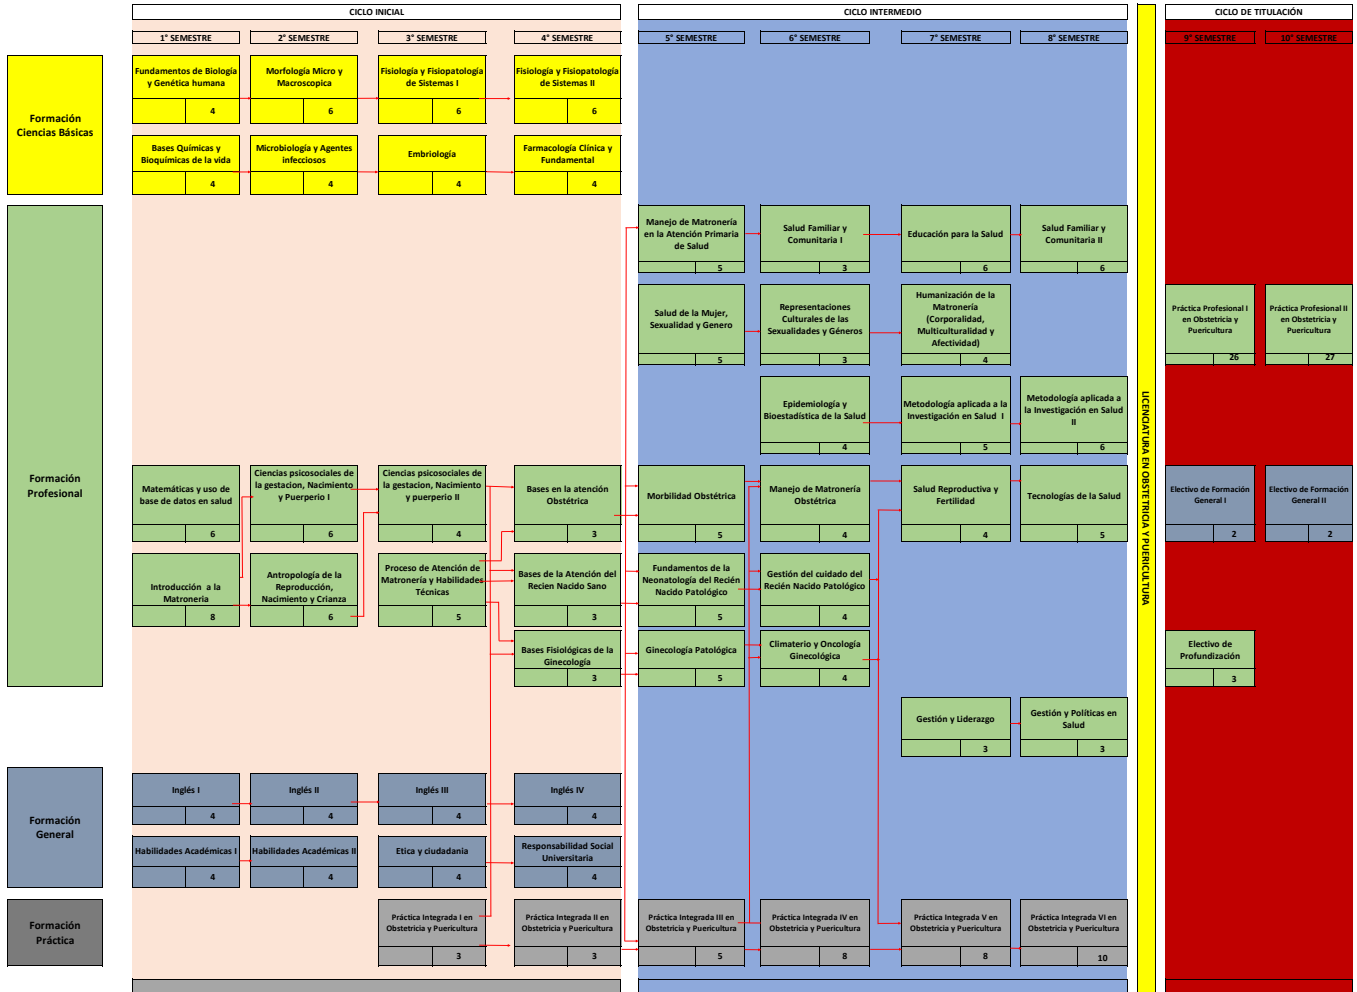 CICLO INICIAL
CICLO INTERMEDIO
CICLO DE TITULACIÓN
1° SEMESTRE
2° SEMESTRE
3° SEMESTRE
4° SEMESTRE
5° SEMESTRE
6° SEMESTRE
7° SEMESTRE
8° SEMESTRE
9° SEMESTRE
10° SEMESTRE
Formación
Ciencias Básicas
Fundamentos de Biología
y Genética humana
4
Morfología Micro y
Macroscopica
6
Fisiología y Fisiopatología
de Sistemas I
6
Fisiología y Fisiopatología
de Sistemas II
6
Bases Químicas y
Bioquímicas de la vida
4
Microbiología y Agentes
infecciosos
4
Embriología
4
Farmacología Clínica y
Fundamental
4
Formación
Profesional
Manejo de Matronería
en la Atención Primaria
de Salud
5
Salud Familiar y
Comunitaria I
3
Educación para la Salud
6
Salud Familiar y
Comunitaria II
6
Salud de la Mujer,
Sexualidad y Genero
5
Representaciones
Culturales de las
Sexualidades y Géneros
3
Humanización de la
Matronería
(Corporalidad,
Multiculturalidad y
Afectividad)
4
Práctica Profesional I
en Obstetricia y
Puericultura
26
Práctica Profesional II
en Obstetricia y
Puericultura
27
Epidemiología y
Bioestadística de la Salud
4
Metodología aplicada a la
Investigación en Salud I
5
Metodología aplicada a
la Investigación en Salud
II
6
Matemáticas y uso de
base de datos en salud
6
Ciencias psicosociales de
la gestacion, Nacimiento
y Puerperio I
6
Ciencias psicosociales de
la gestacion, Nacimiento
y puerperio II
4
Bases en la atención
Obstétrica
3
Morbilidad Obstétrica
5
Manejo de Matronería
Obstétrica
4
Salud Reproductiva y
Fertilidad
4
Tecnologías de la Salud
5
Electivo de Formación
General I
2
Electivo de Formación
General II
2
Introducción a la
Matroneria
8
Antropología de la
Reproducción,
Nacimiento y Crianza
6
Proceso de Atención de
Matronería y Habilidades
Técnicas
5
Bases de la Atención del
Recien Nacido Sano
3
Fundamentos de la
Neonatología del Recién
Nacido Patológico
5
Gestión del cuidado del
Recién Nacido Patológico
4
Bases Fisiológicas de la
Ginecología
3
Ginecología Patológica
5
Climaterio y Oncología
Ginecológica
4
Electivo de
Profundización
3
Gestión y Liderazgo
3
Gestión y Políticas en
Salud
3
LICENCIATURA EN OBSTETRICIA Y PUERICULTURA
Formación
General
Inglés I
4
Inglés II
4
Inglés III
4
Inglés IV
4
Habilidades Académicas I
4
Habilidades Académicas II
4
Etica y ciudadania
4
Responsabilidad Social
Universitaria
4
Formación
Práctica
Práctica Integrada I en
Obstetricia y Puericultura
3
Práctica Integrada II en
Obstetricia y Puericultura
3
Práctica Integrada III en
Obstetricia y Puericultura
5
Práctica Integrada IV en
Obstetricia y Puericultura
8
Práctica Integrada V en
Obstetricia y Puericultura
8
Práctica Integrada VI en
Obstetricia y Puericultura
10